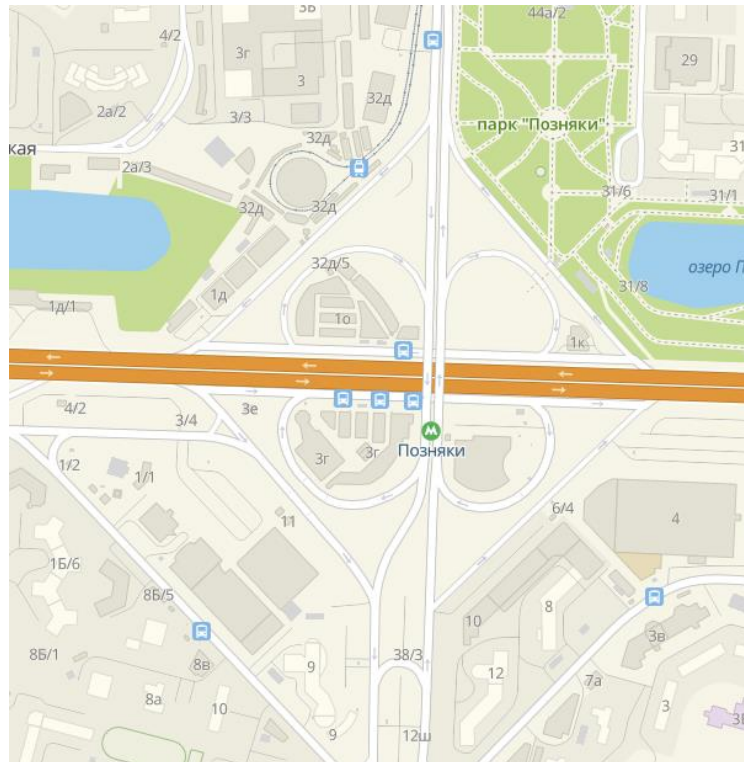 44а/2
3Б
4/2
3г
29
3
32д
2а/2
3/3
парк "Позняки"
31
32д
кая
2а/3
31/6
31/1
32д
32д
32д/5
озеро П
1д
31/8
1д/1
1о
1к
4/2
3е
3/4
Позняки
3г
3г
1/2
1/1
6/4
11
4
1Б/6
8Б/5
8
10
3в
8Б/1
8в
9
38/3
12
7а
8а
10
3
9
12ш